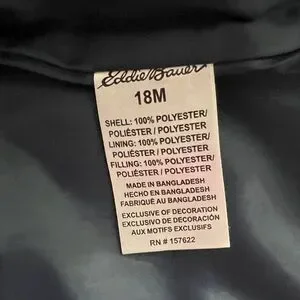 Eddie Bauer
18M
SHELL: 100% POLYESTER/
POLIÉSTER / POLYESTER
LINING: 100% POLYESTER/
POLIÉSTER / POLYESTER
FILLING: 100% POLYESTER/
POLIÉSTER / POLYESTER
MADE IN BANGLADESH
HECHO EN BANGLADESH
FABRIQUÉ AU BANGLADESH
EXCLUSIVE OF DECORATION
EXCLUSIVO DE DECORACIÓN
AUX MOTIFS EXCLUSIFS
RN # 157622